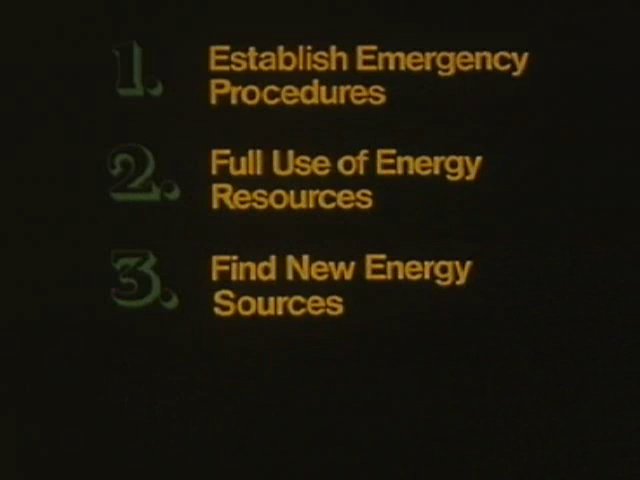 1. Establish Emergency
Procedures
2. Full Use of Energy
Resources
3. Find New Energy
Sources